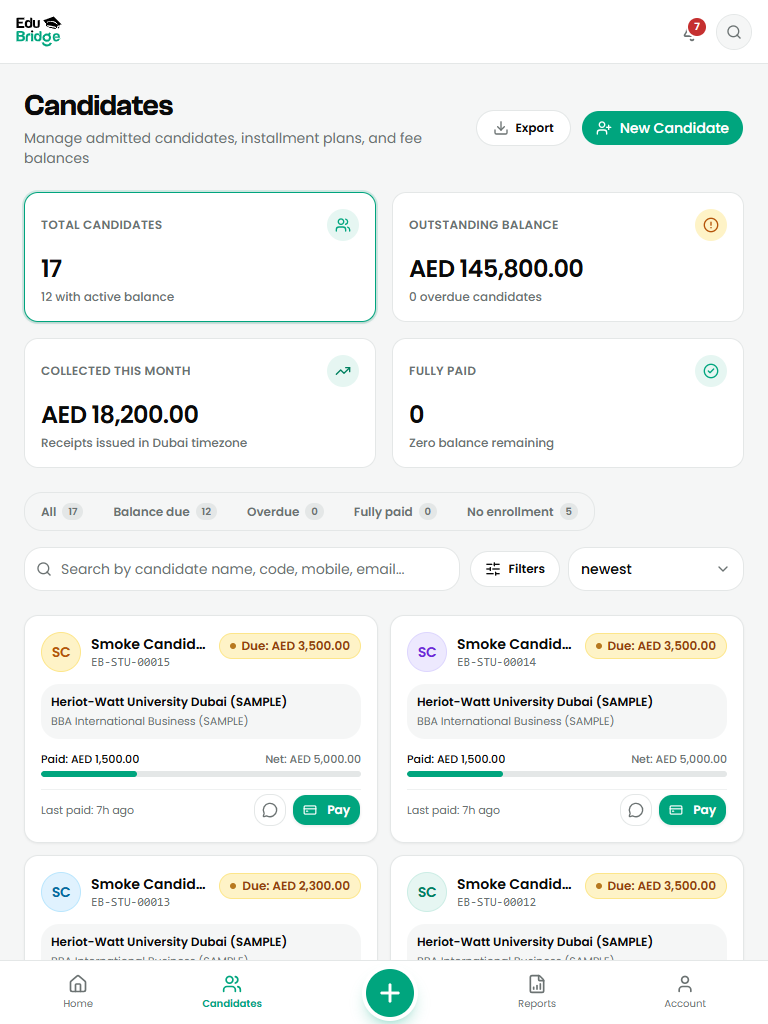 Edu
Bridge
7
Candidates
Manage admitted candidates, installment plans, and fee
balances
Export
New Candidate
TOTAL CANDIDATES
17
12 with active balance
OUTSTANDING BALANCE
AED 145,800.00
0 overdue candidates
COLLECTED THIS MONTH
AED 18,200.00
Receipts issued in Dubai timezone
FULLY PAID
0
Zero balance remaining
All 17 Balance due 12 Overdue 0 Fully paid 0 No enrollment 5
Search by candidate name, code, mobile, email...
Filters
newest
SC
Smoke Candid...
EB-STU-00015
Due: AED 3,500.00
Heriot-Watt University Dubai (SAMPLE)
BBA International Business (SAMPLE)
Paid: AED 1,500.00 Net: AED 5,000.00
Last paid: 7h ago
Pay
SC
Smoke Candid...
EB-STU-00014
Due: AED 3,500.00
Heriot-Watt University Dubai (SAMPLE)
BBA International Business (SAMPLE)
Paid: AED 1,500.00 Net: AED 5,000.00
Last paid: 7h ago
Pay
SC
Smoke Candid...
EB-STU-00013
Due: AED 2,300.00
Heriot-Watt University Dubai (SAMPLE)
BBA International Business (SAMPLE)
SC
Smoke Candid...
EB-STU-00012
Due: AED 3,500.00
Heriot-Watt University Dubai (SAMPLE)
BBA International Business (SAMPLE)
Home
Candidates
Reports
Account